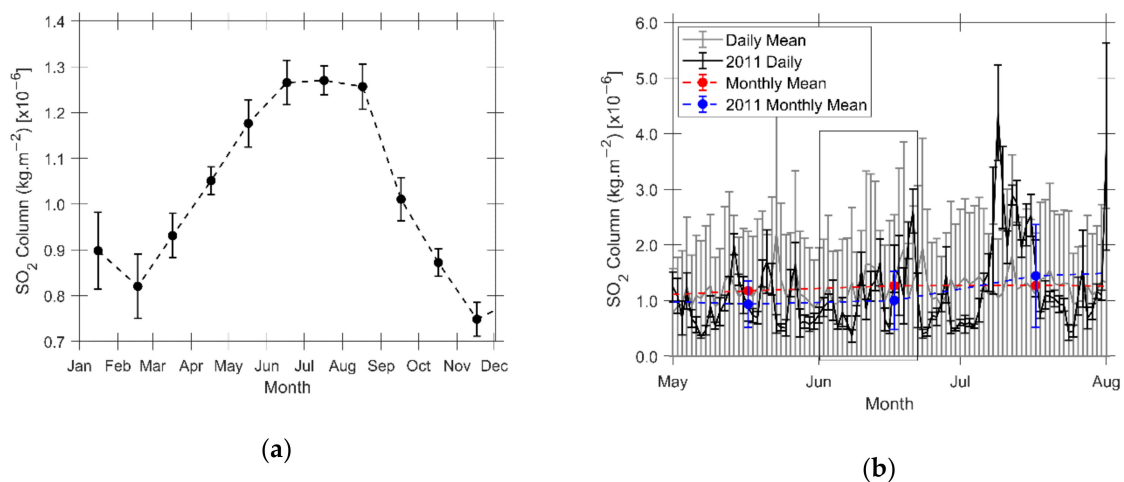 (a)
1.4
1.3
1.2
1.1
1.0
0.9
0.8
0.7
SO2 Column (kg.m−2) [x10−6]
Jan Feb Mar Apr May Jun Jul Aug Sep Oct Nov Dec
Month
(a)
(b)
6.0
5.0
4.0
3.0
2.0
1.0
0.0
SO2 Column (kg.m−2) [x10−6]
Daily Mean
2011 Daily
Monthly Mean
2011 Monthly Mean
May Jun Jul Aug
Month
(b)